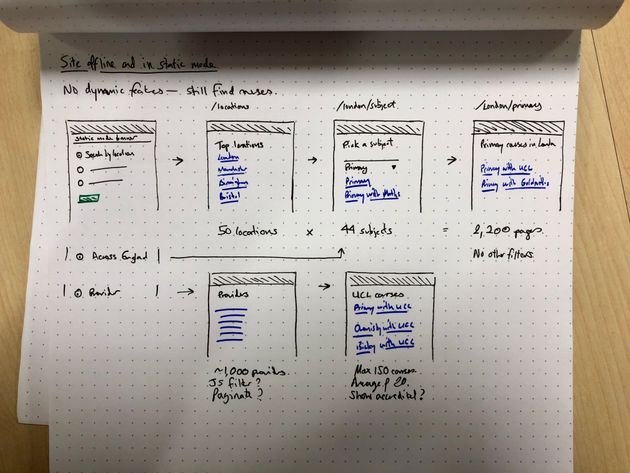 Site offline and in static mode
No dynamic features — still find courses.
/locations
/london/subject
/london/primary
Static mode banner
Search by location
Top locations
London
Manchester
Birmingham
Bristol
Pick a subject
Primary
Primary
Primary with Maths
Primary courses in London
Primary with UCL
Primary with Goldsmiths
50 locations × 44 subjects = 2,200 pages
No other filters
Across England
Provider
Providers
UCL courses
Primary with UCL
Chemistry with UCL
with UCL
~1,000 providers.
JS filter?
Paginate?
Max 150 courses
Average 20.
Show accredited?